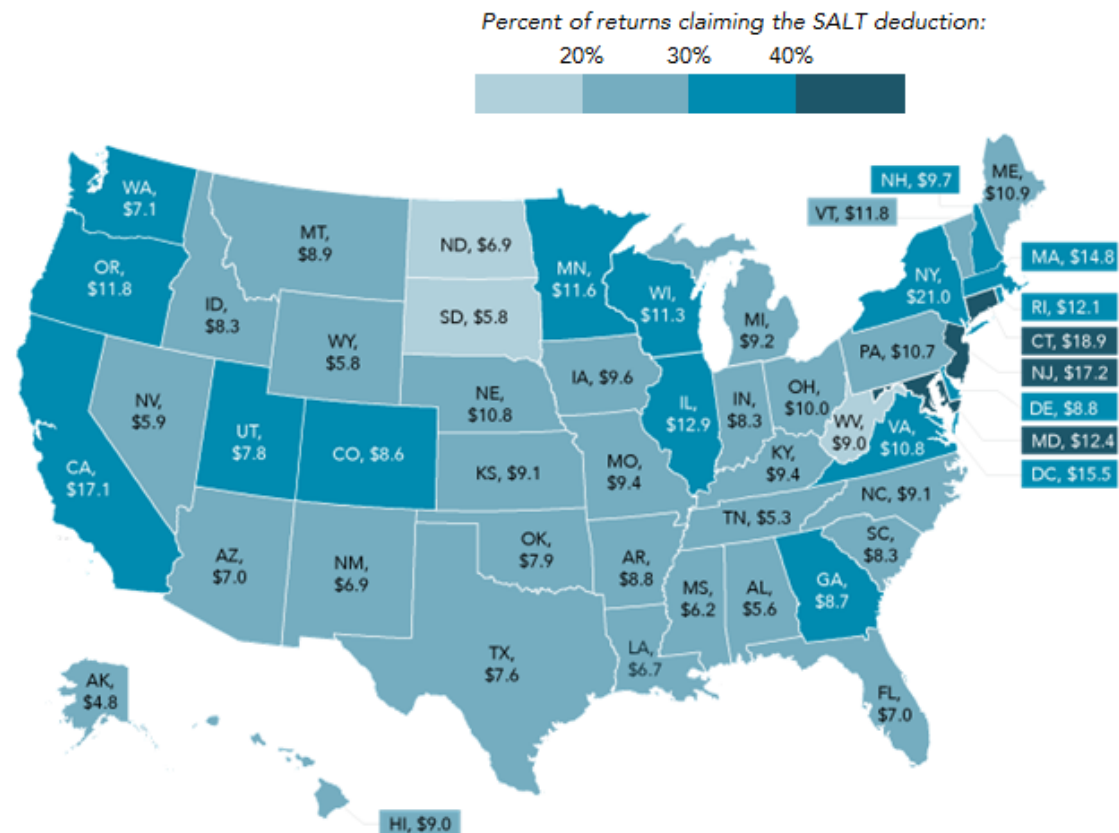 Percent of returns claiming the SALT deduction:
20% 30% 40%
WA,
$7.1
OR,
$11.8
CA,
$17.1
ID,
$8.3
NV,
$5.9
MT,
$8.9
WY,
$5.8
UT,
$7.8
CO, $8.6
AZ,
$7.0
NM,
$6.9
ND, $6.9
SD, $5.8
NE,
$10.8
KS, $9.1
OK,
$7.9
TX,
$7.6
MN,
$11.6
IA, $9.6
MO,
$9.4
AR,
$8.8
LA,
$6.7
WI,
$11.3
IL,
$12.9
MI,
$9.2
IN,
$8.3
OH,
$10.0
KY,
$9.4
TN, $5.3
MS,
$6.2
AL,
$5.6
GA,
$8.7
FL,
$7.0
SC,
$8.3
NC, $9.1
VA,
$10.8
WV,
$9.0
PA, $10.7
NY,
$21.0
ME,
$10.9
NH, $9.7
VT, $11.8
MA, $14.8
RI, $12.1
CT, $18.9
NJ, $17.2
DE, $8.8
MD, $12.4
DC, $15.5
AK,
$4.8
HI, $9.0